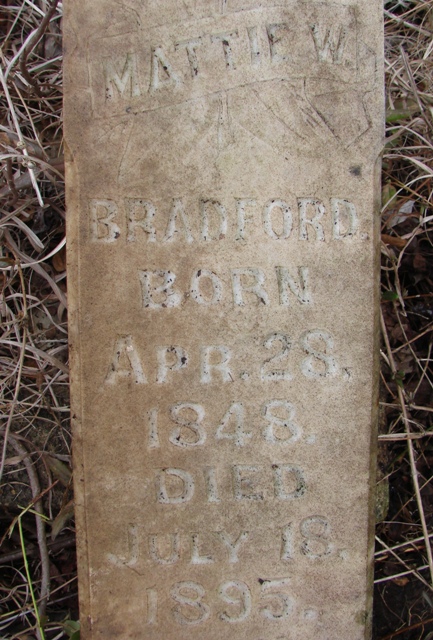 MATTIE W.
BRADFORD.
BORN
APR. 28.
1848.
DIED
JULY 18.
1895.